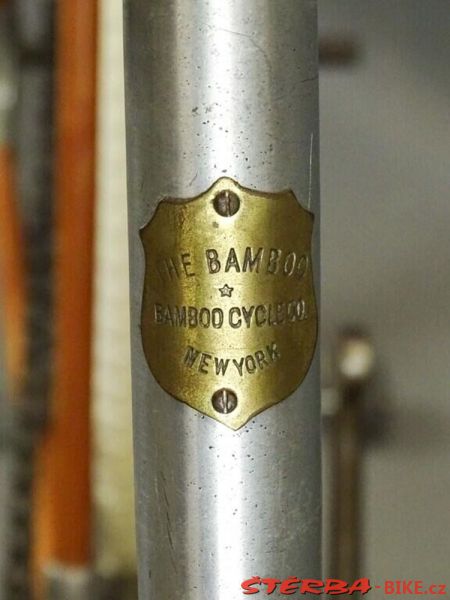 THE BAMBOO
BAMBOO CYCLE CO.
NEW YORK
STERBA-BIKE.cz